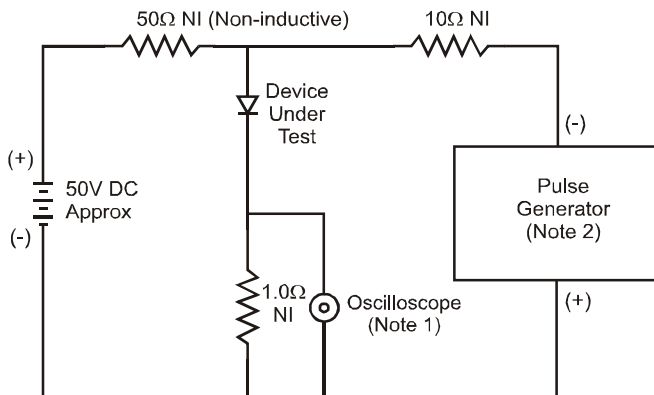 50Ω NI (Non-inductive)
10Ω NI
Device
Under
Test
(+)
50V DC
Approx
(-)
(-)
Pulse
Generator
(Note 2)
(+)
1.0Ω
NI
Oscilloscope
(Note 1)